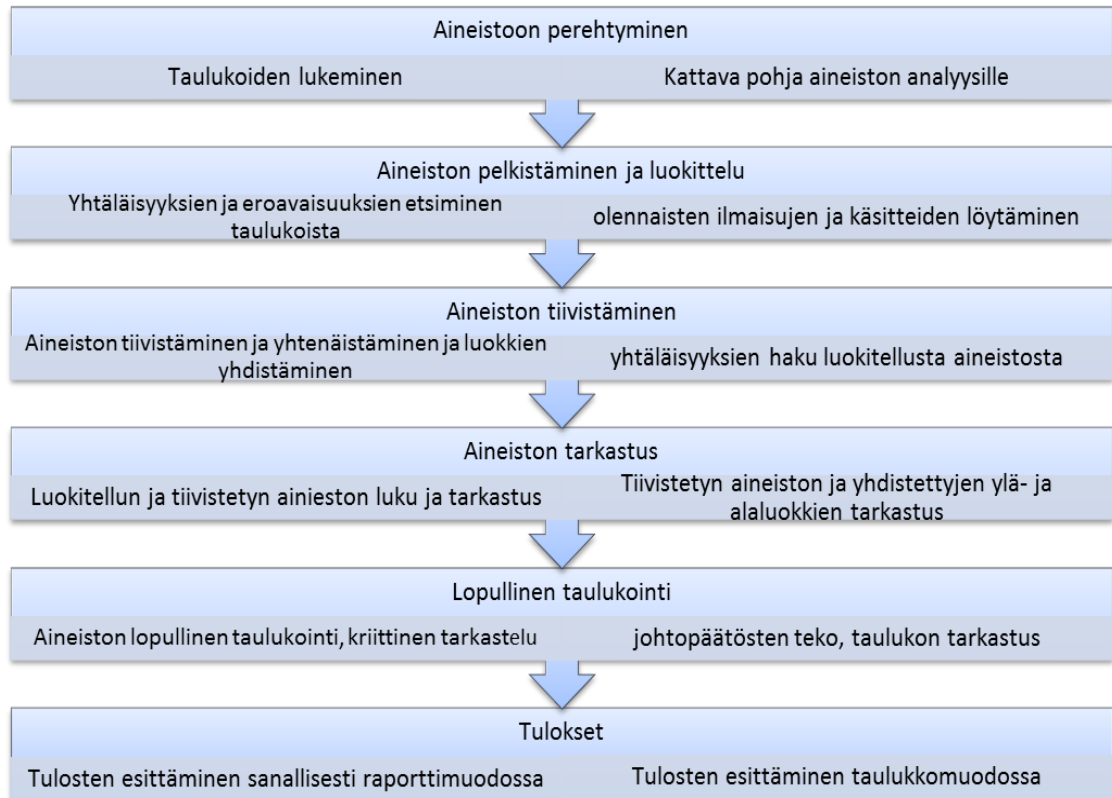 Aineistoon perehtyminen
Taulukoiden lukeminen
Kattava pohja aineiston analyysille
Aineiston pelkistäminen ja luokittelu
Yhtäläisyyksien ja eroavaisuuksien etsiminen
taulukoista
olennaisten ilmaisujen ja käsitteiden löytäminen
Aineiston tiivistäminen
Aineiston tiivistäminen ja yhtenäistäminen ja luokkien
yhdistäminen
yhtäläisyyksien haku luokitellusta aineistosta
Aineiston tarkastus
Luokitellun ja tiivistetyn ainieston luku ja tarkastus
Tiivistetyn aineiston ja yhdistettyjen ylä- ja
alaluokkien tarkastus
Lopullinen taulukointi
Aineiston lopullinen taulukointi, kriittinen tarkastelu
johtopäätösten teko, taulukon tarkastus
Tulokset
Tulosten esittäminen sanallisesti raporttimuodossa
Tulosten esittäminen taulukkomuodossa